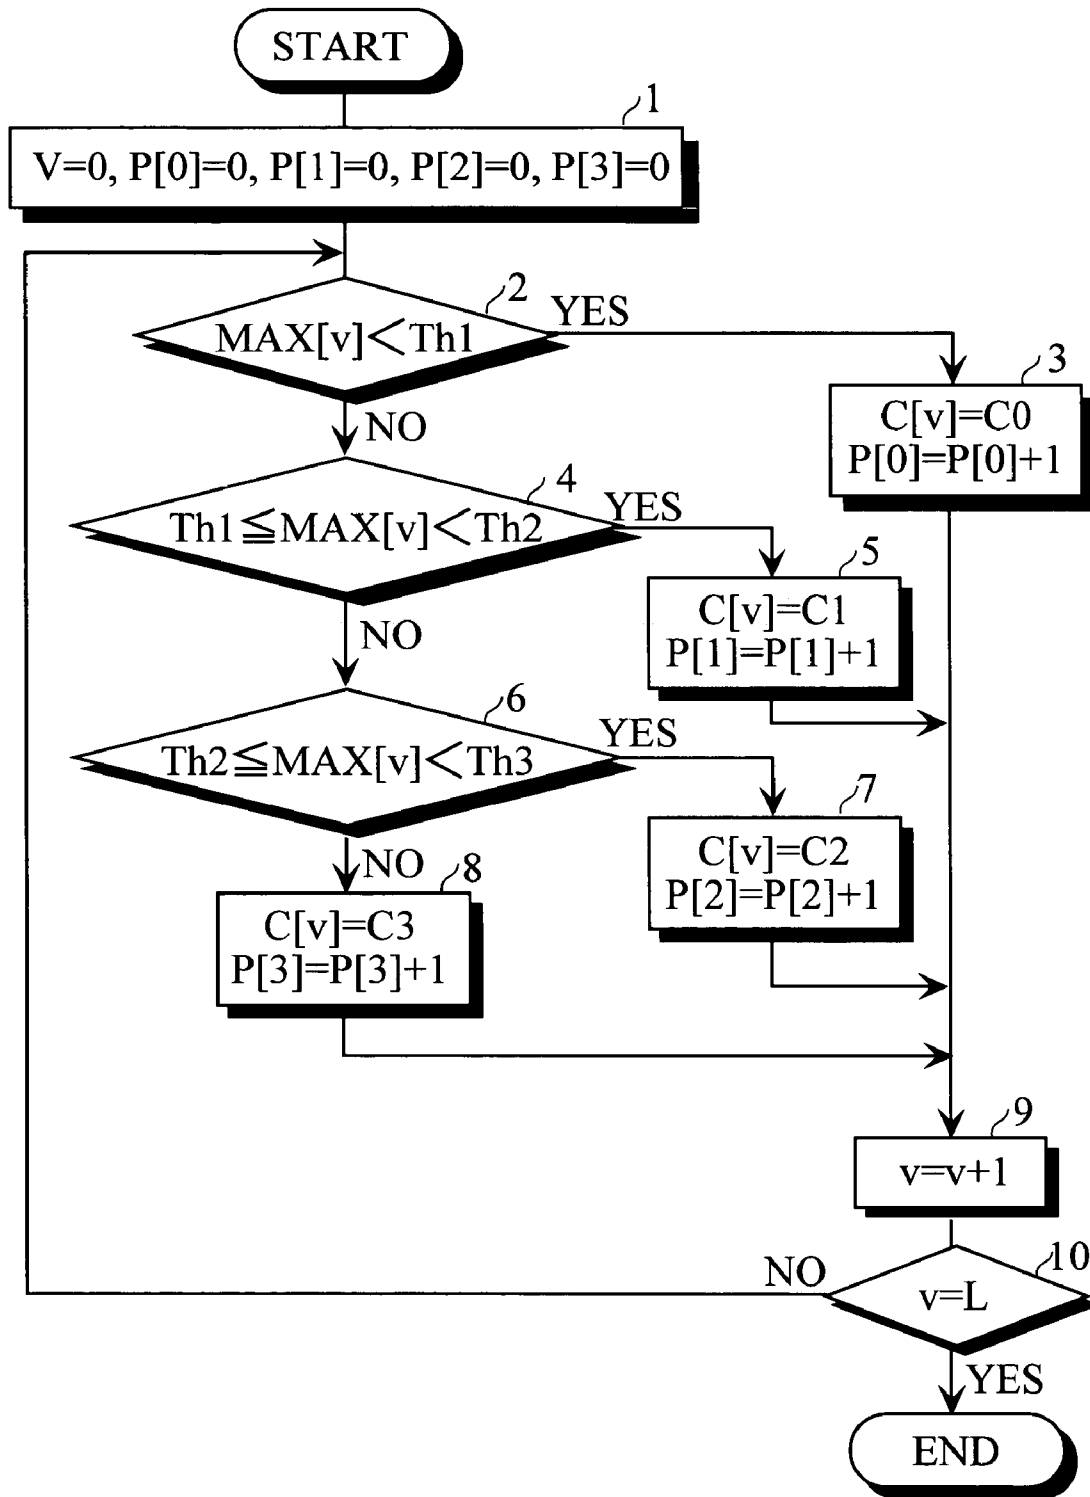 START
1
V=0, P[0]=0, P[1]=0, P[2]=0, P[3]=0
2
MAX[v]<Th1
YES
NO
3
C[v]=C0
P[0]=P[0]+1
4
Th1≦MAX[v]<Th2
YES
NO
5
C[v]=C1
P[1]=P[1]+1
6
Th2≦MAX[v]<Th3
YES
NO
7
C[v]=C2
P[2]=P[2]+1
8
C[v]=C3
P[3]=P[3]+1
9
v=v+1
10
v=L
NO
YES
END